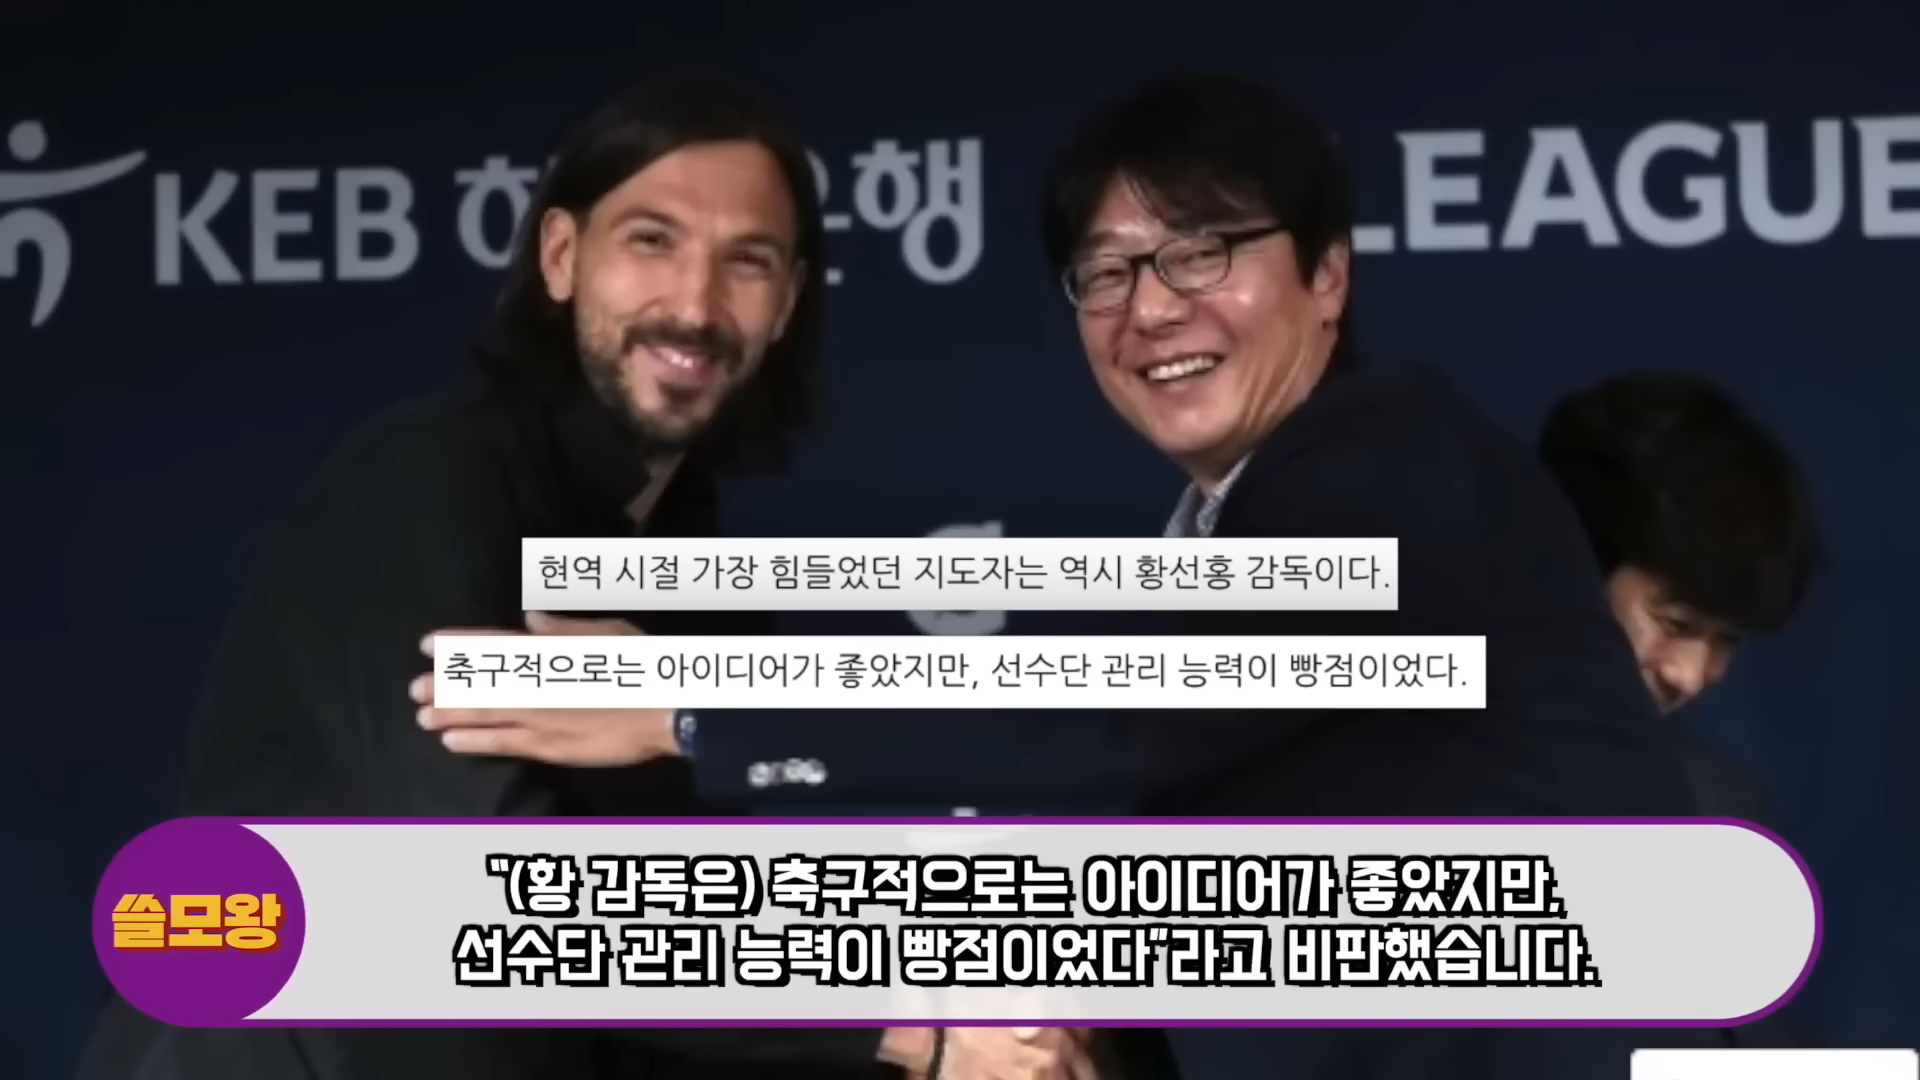 KEB 하은행
LEAGUE
현역 시절 가장 힘들었던 지도자는 역시 황선홍 감독이다.
축구적으로는 아이디어가 좋았지만, 선수단 관리 능력이 빵점이었다.
쓸모왕
"(황 감독은) 축구적으로는 아이디어가 좋았지만,
선수단 관리 능력이 빵점이었다"라고 비판했습니다.